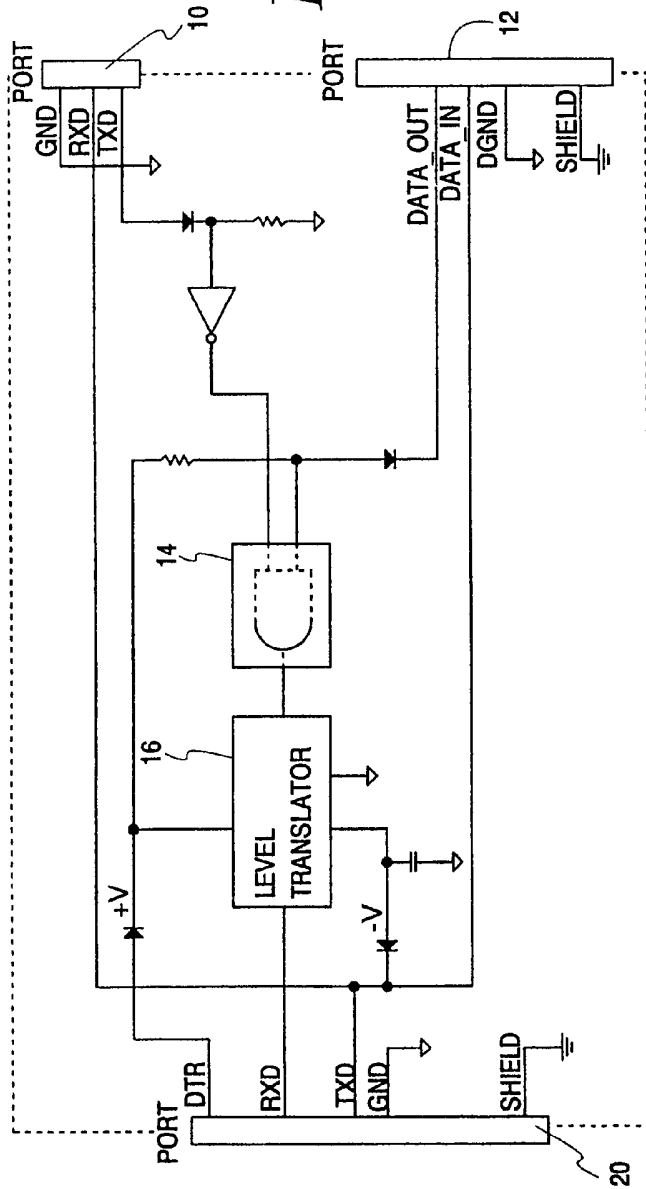 PORT
10
GND
RXD
TXD
PORT
12
DATA_OUT
DATA_IN
DGND
SHIELD
14
16
LEVEL
TRANSLATOR
+V
-V
PORT
DTR
RXD
TXD
GND
SHIELD
20